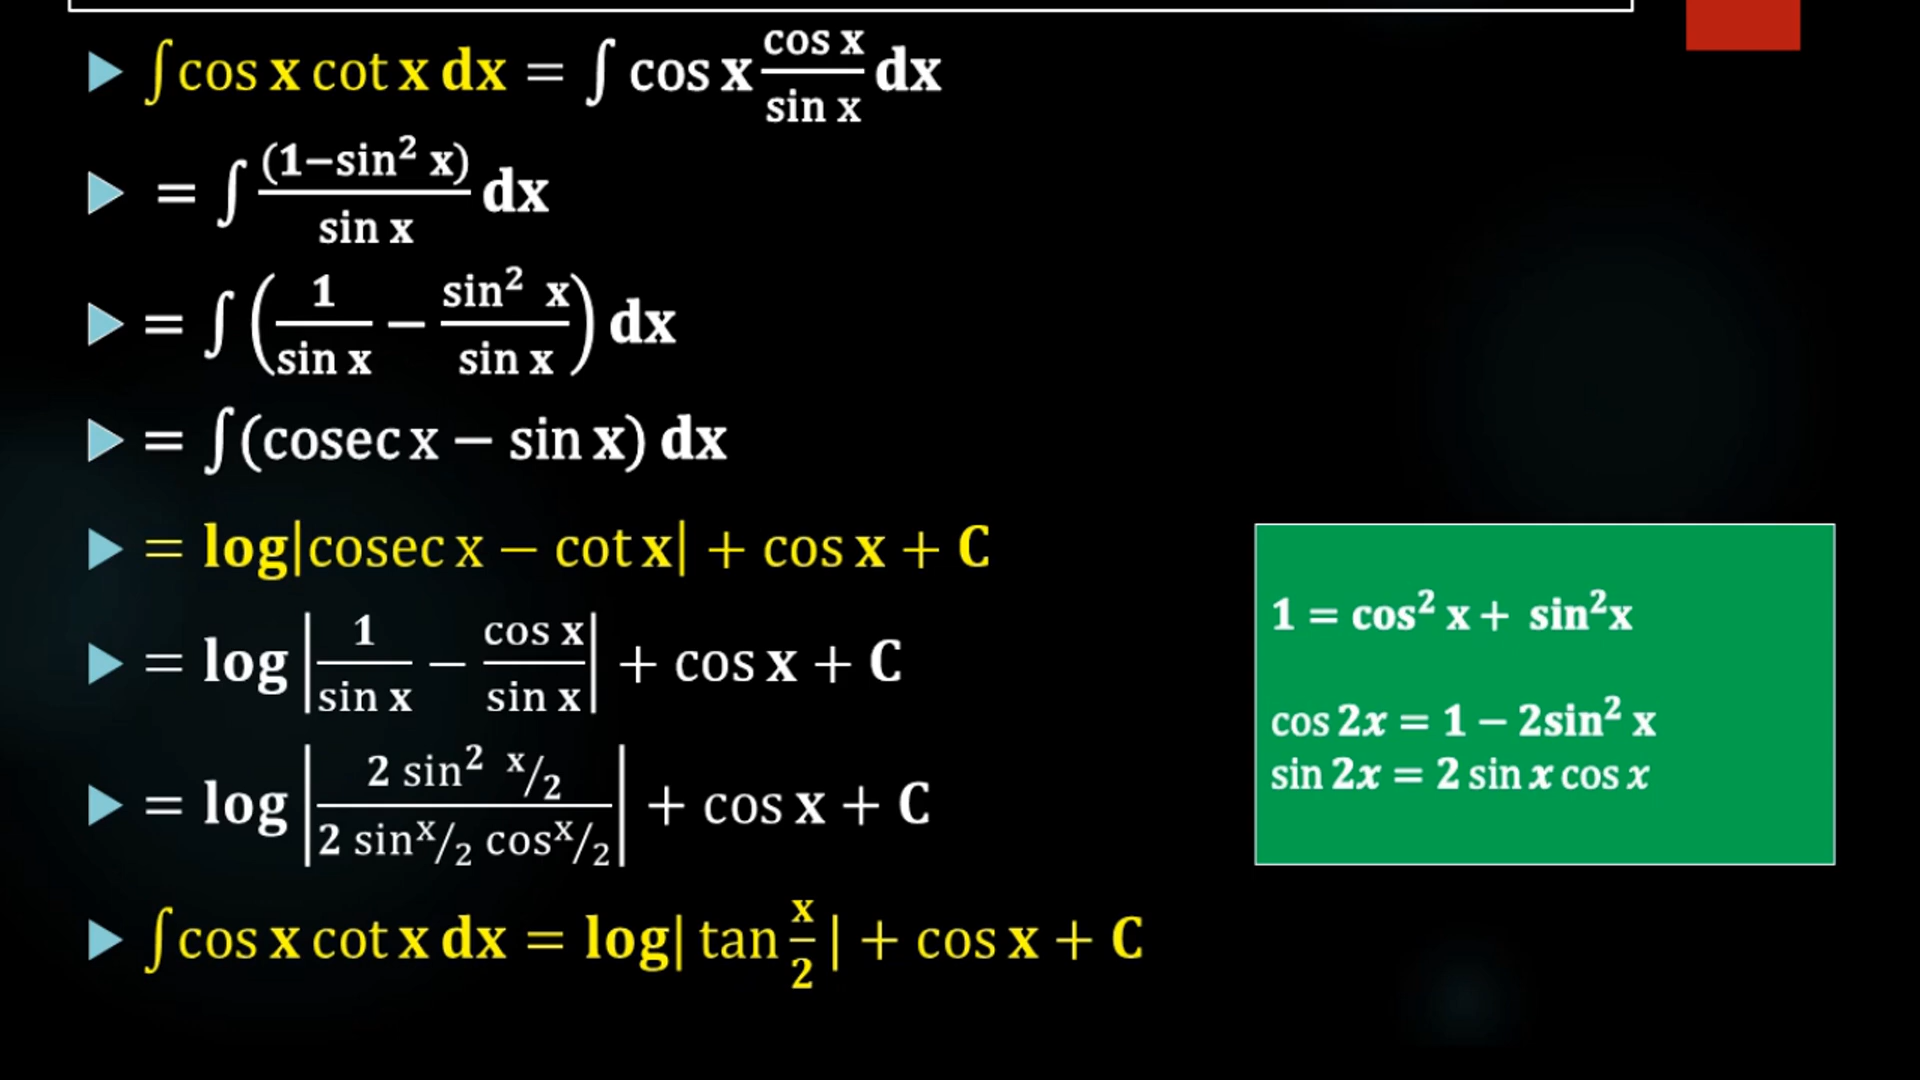 ∫cos x cot x dx = ∫ cos x cos x/sin x dx
= ∫ (1−sin² x)/sin x dx
= ∫ (1/sin x − sin² x/sin x) dx
= ∫(cosec x − sin x) dx
= log|cosec x − cot x| + cos x + C
= log |1/sin x − cos x/sin x| + cos x + C
= log |2 sin² x/2 / 2 sin x/2 cos x/2| + cos x + C
∫cos x cot x dx = log| tan x/2 | + cos x + C
1 = cos² x + sin²x
cos 2x = 1 − 2sin² x
sin 2x = 2 sin x cos x